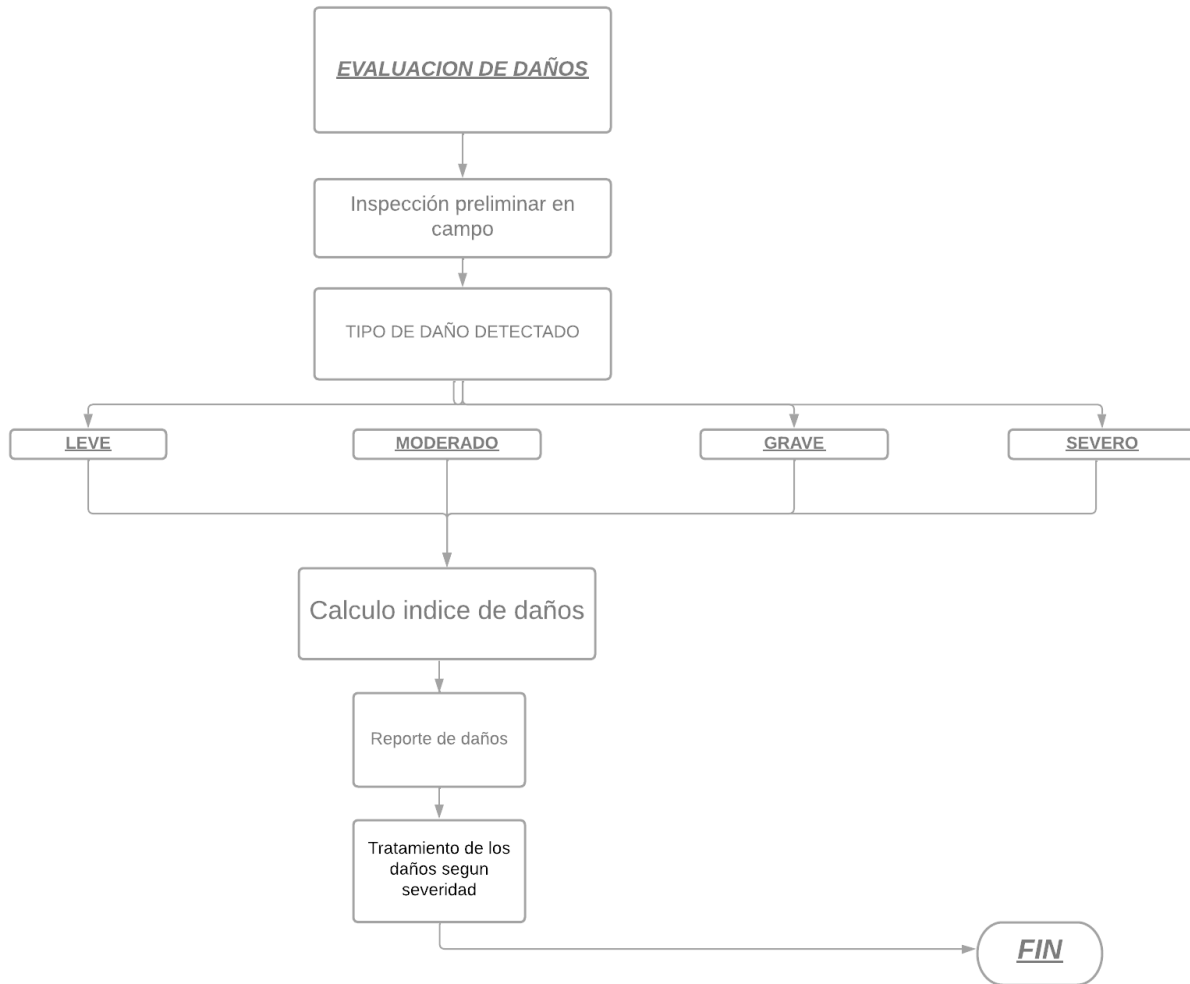 EVALUACION DE DAÑOS
Inspección preliminar en
campo
TIPO DE DAÑO DETECTADO
LEVE
MODERADO
GRAVE
SEVERO
Calculo indice de daños
Reporte de daños
Tratamiento de los
daños segun
severidad
FIN